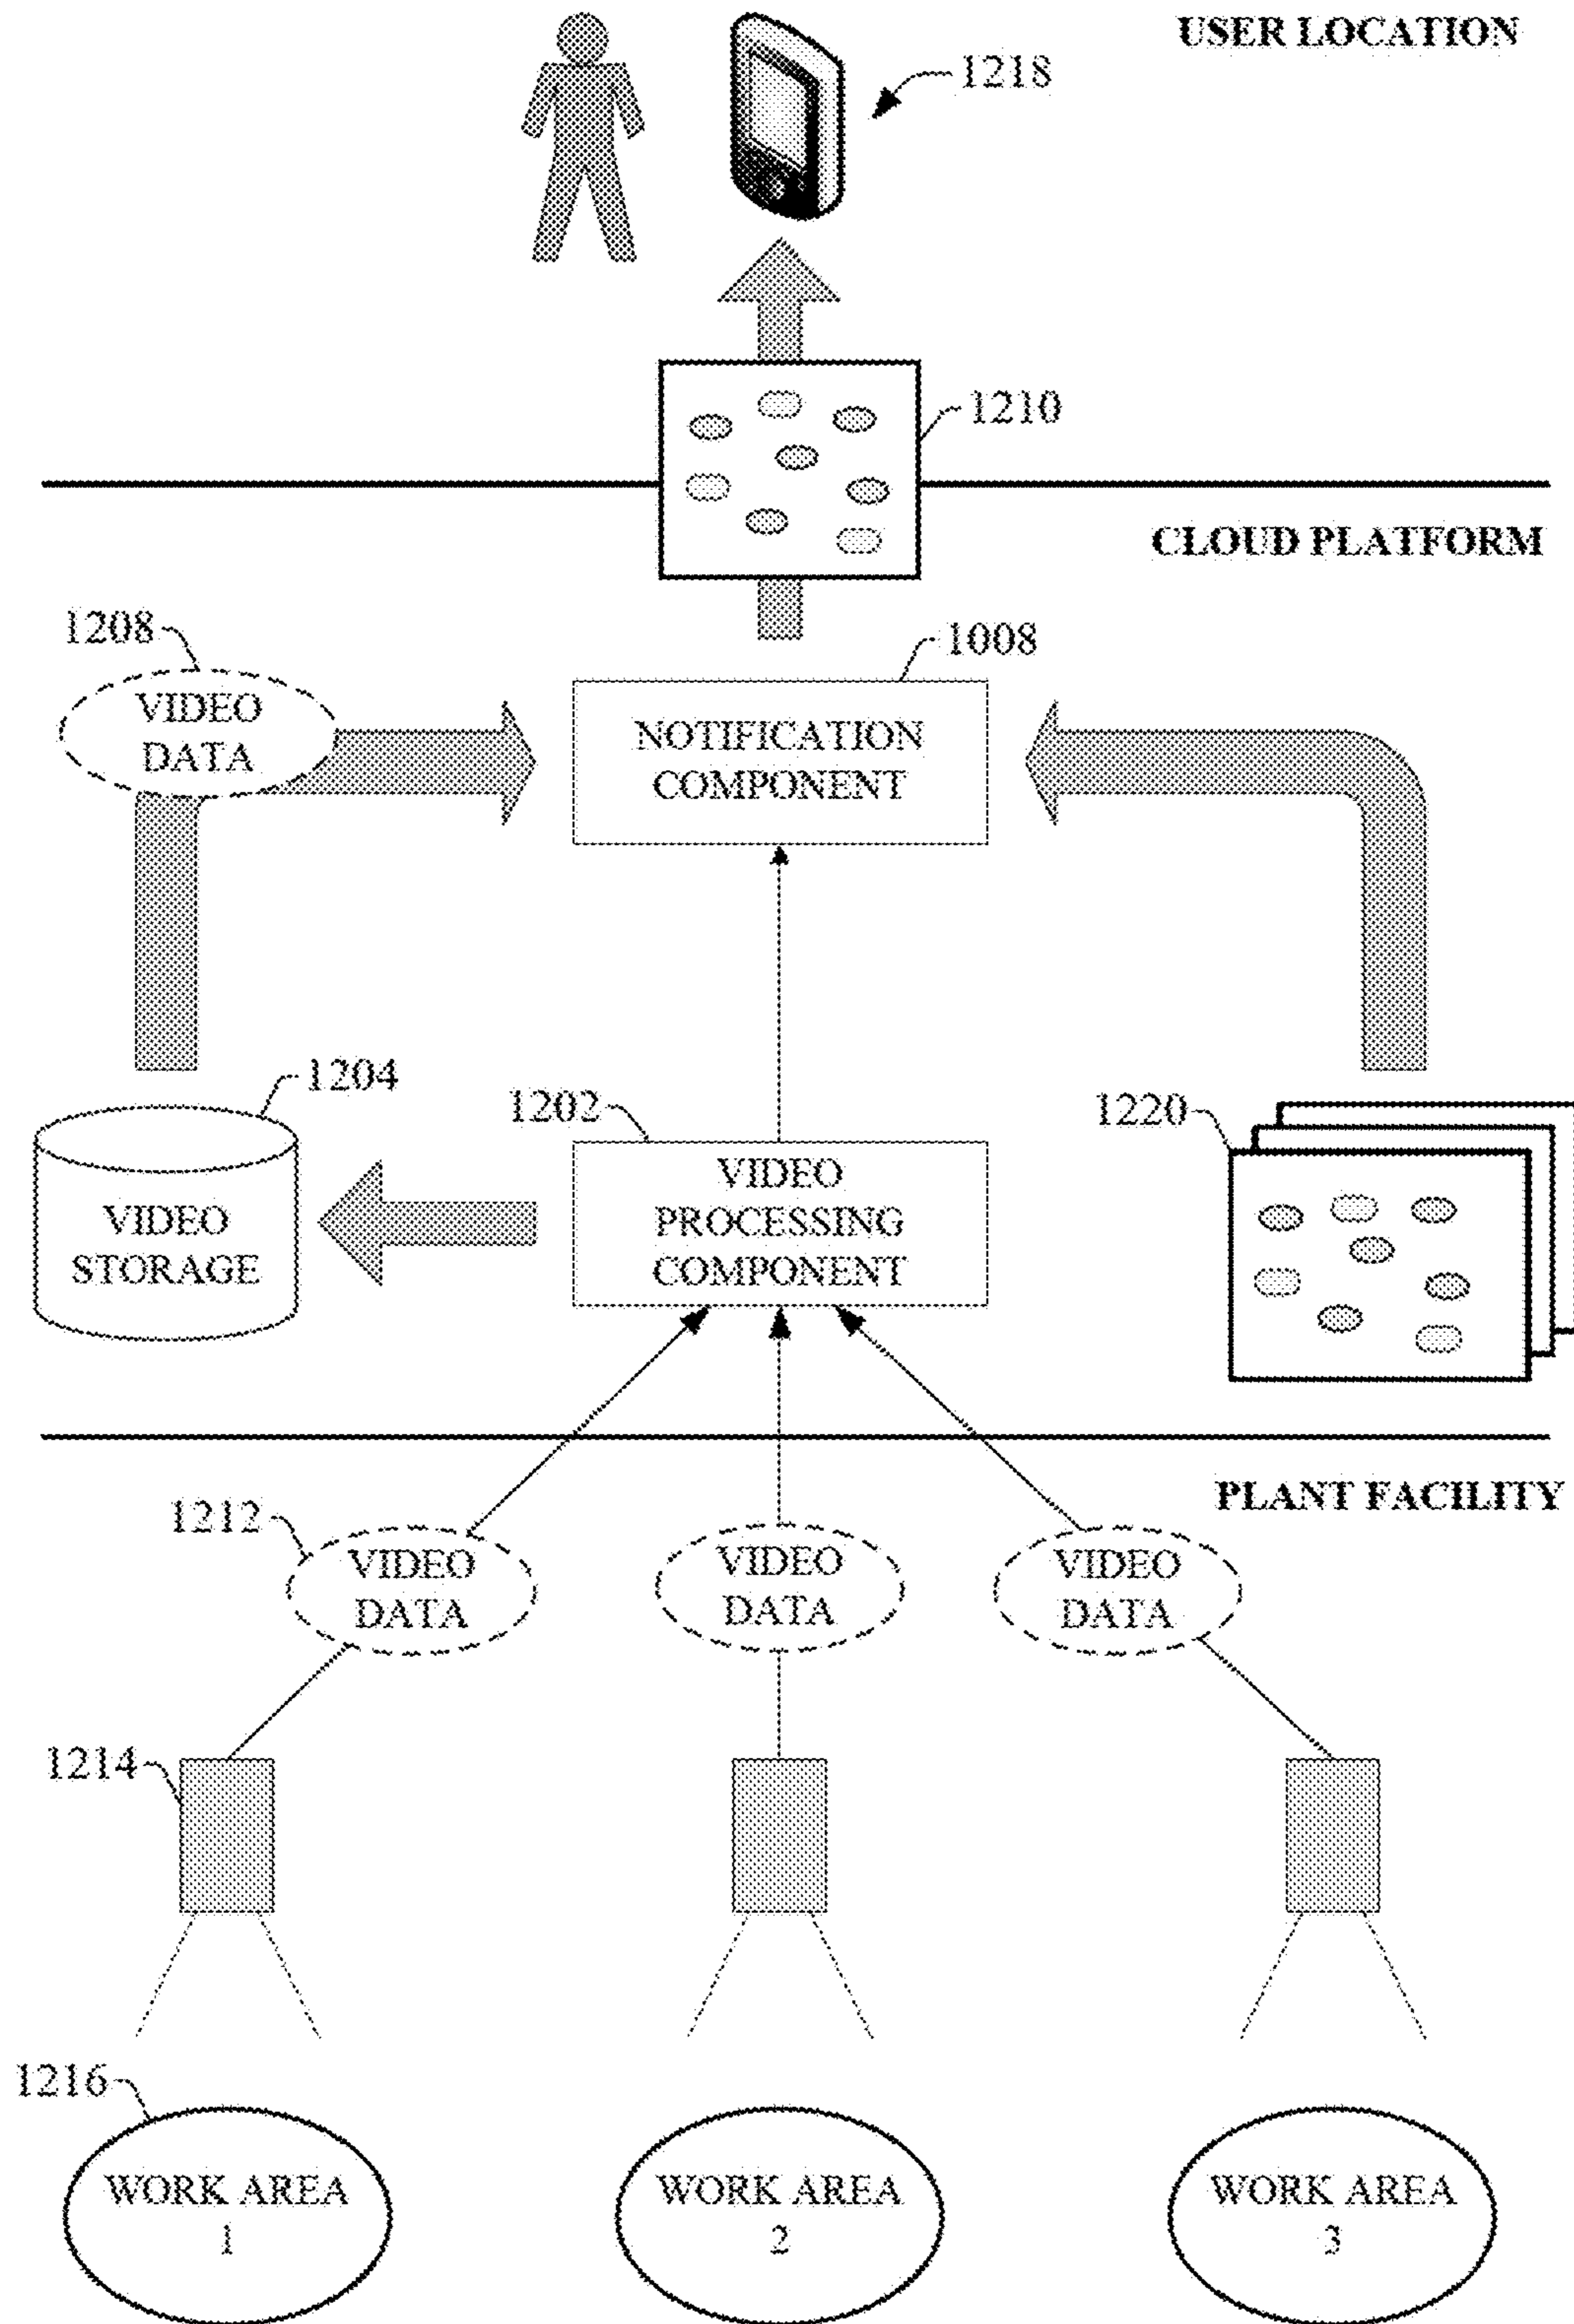 USER LOCATION
1218
1210
CLOUD PLATFORM
1208
1008
VIDEO
DATA
NOTIFICATION
COMPONENT
1204
1202
1220
VIDEO
STORAGE
VIDEO
PROCESSING
COMPONENT
PLANT FACILITY
1212
VIDEO
DATA
VIDEO
DATA
VIDEO
DATA
1214
1216
WORK AREA
1
WORK AREA
2
WORK AREA
3